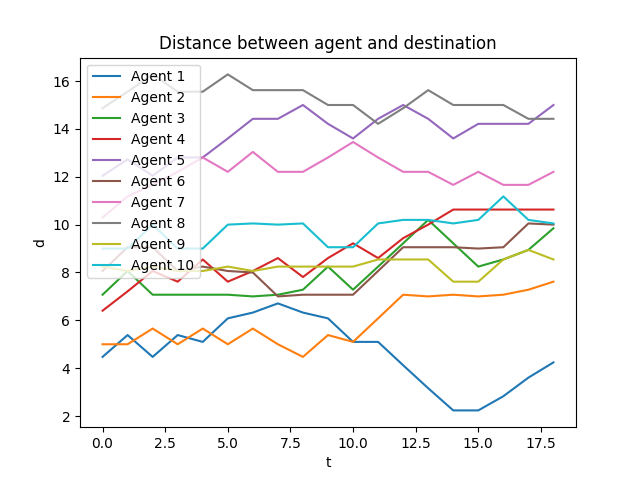 Distance between agent and destination
16
14
12
10
8
6
4
2
d
Agent 1
Agent 2
Agent 3
Agent 4
Agent 5
Agent 6
Agent 7
Agent 8
Agent 9
Agent 10
0.0 2.5 5.0 7.5 10.0 12.5 15.0 17.5
t